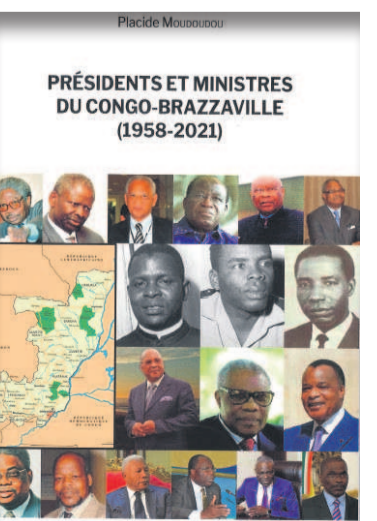 Placide MOUDOUDOU
PRÉSIDENTS ET MINISTRES
DU CONGO-BRAZZAVILLE
(1958-2021)